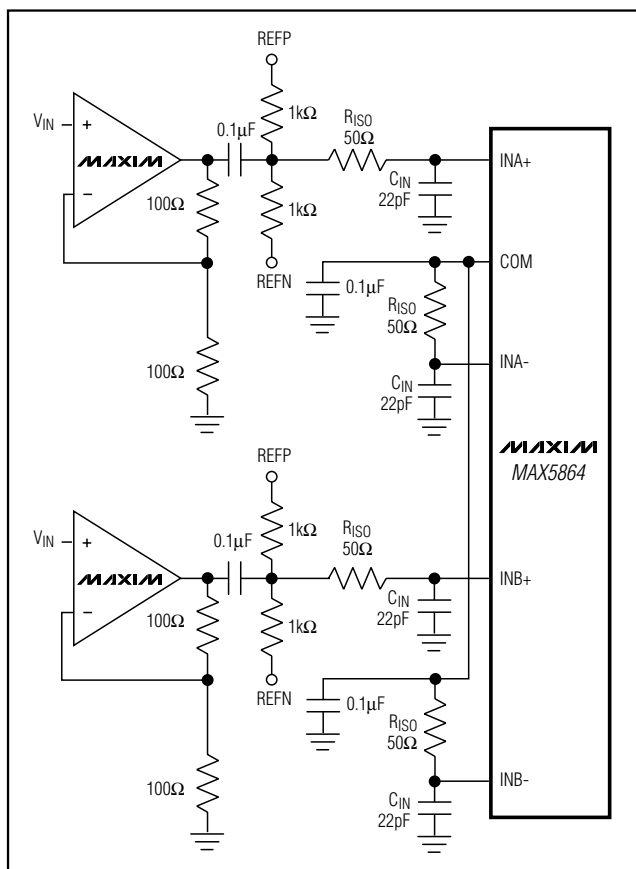 REFP
VIN
+
−
MAXIM
0.1µF
1kΩ
1kΩ
REFN
100Ω
100Ω
RISO
50Ω
CIN
22pF
INA+
COM
0.1µF
RISO
50Ω
INA-
CIN
22pF
MAXIM
MAX5864
REFP
VIN
+
−
MAXIM
0.1µF
1kΩ
1kΩ
REFN
100Ω
100Ω
RISO
50Ω
CIN
22pF
INB+
0.1µF
RISO
50Ω
INB-
CIN
22pF